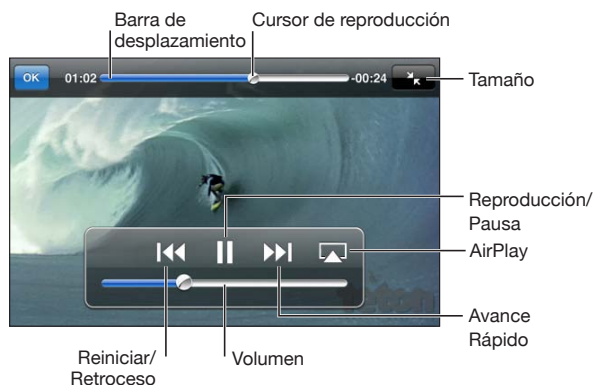 Barra de
desplazamiento
Cursor de reproducción
OK
01:02
-00:24
Tamaño
Reproducción/
Pausa
AirPlay
Avance
Rápido
Volumen
Reiniciar/
Retroceso